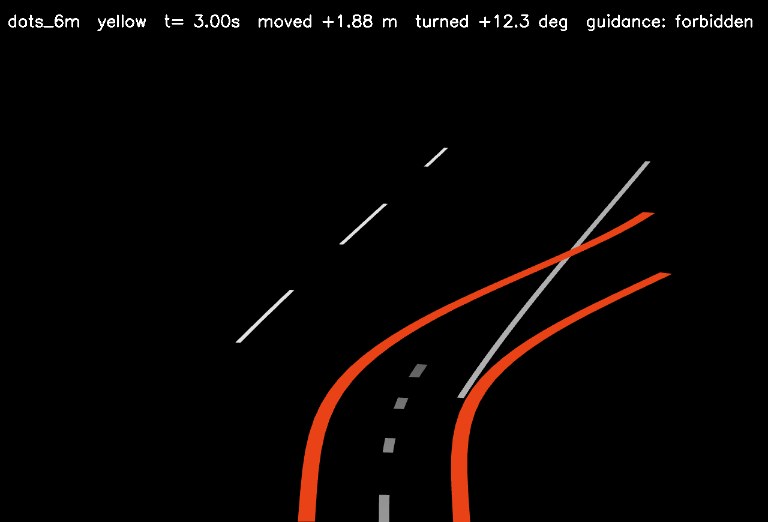 dots_6m  yellow  t= 3.00s  moved +1.88 m  turned +12.3 deg  guidance: forbidden